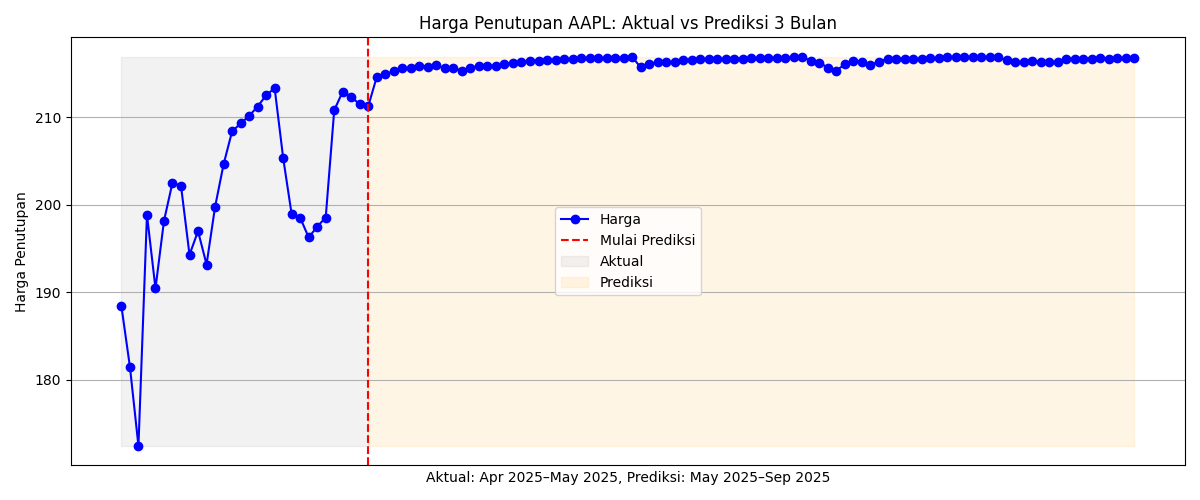 Harga Penutupan AAPL: Aktual vs Prediksi 3 Bulan
Harga Penutupan
210
200
190
180
Harga
Mulai Prediksi
Aktual
Prediksi
Aktual: Apr 2025–May 2025, Prediksi: May 2025–Sep 2025